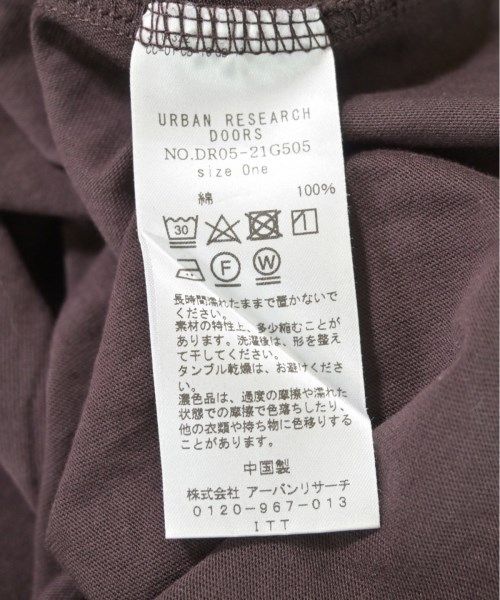 URBAN RESEARCH
DOORS
NO.DR05-21G505
size One
綿 100%
30
F W
長時間濡れたままで置かないで
ください。
素材の特性上、多少縮むことが
あります。洗濯後は、形を整え
て干してください。
タンブル乾燥は、お避けくださ
い。
濃色品は、過度の摩擦や濡れた
状態での摩擦で色落ちしたり、
他の衣類や持ち物に色移りする
ことがあります。
中国製
株式会社 アーバンリサーチ
0120-967-013
ITT